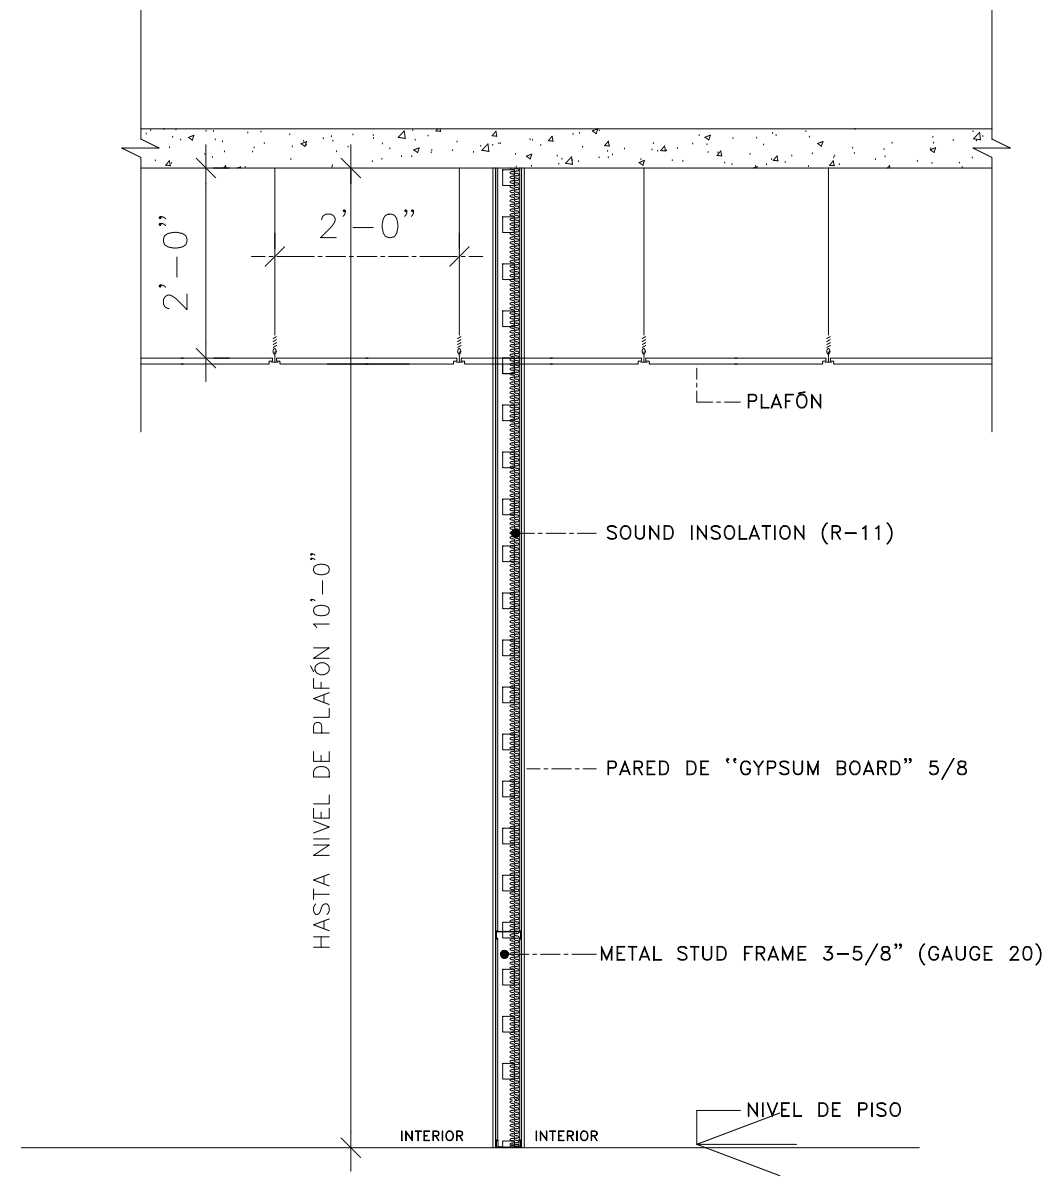 2'-0"
2'-0"
PLAFÓN
SOUND INSOLATION (R-11)
HASTA NIVEL DE PLAFÓN 10'-0"
PARED DE "GYPSUM BOARD" 5/8
METAL STUD FRAME 3-5/8" (GAUGE 20)
NIVEL DE PISO
INTERIOR
INTERIOR